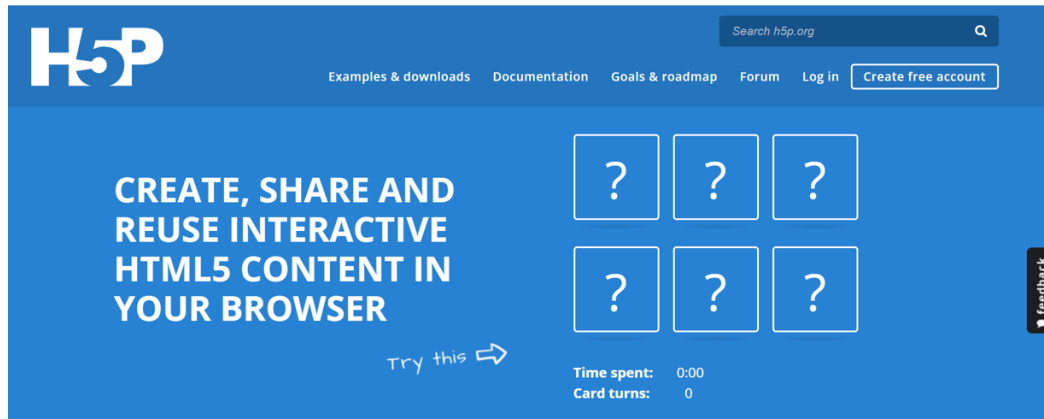 H5P
Search h5p.org
Examples & downloads Documentation Goals & roadmap Forum Log in Create free account
CREATE, SHARE AND
REUSE INTERACTIVE
HTML5 CONTENT IN
YOUR BROWSER
Try this
? ? ?
? ? ?
Time spent: 0:00
Card turns: 0
feedback